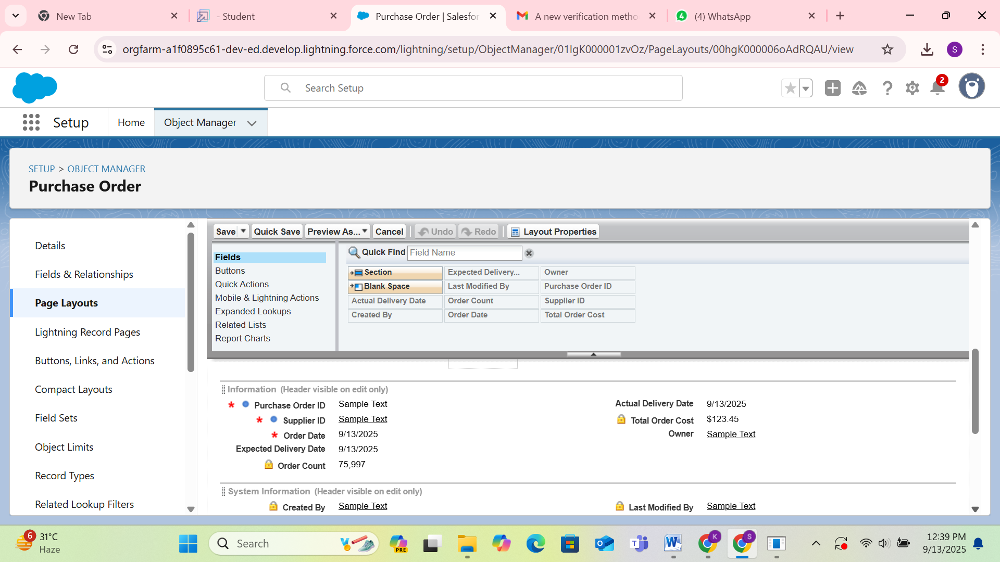 New Tab
- Student
Purchase Order | Salesfor
A new verification metho
4
(4) WhatsApp
orgfarm-a1f0895c61-dev-ed.develop.lightning.force.com/lightning/setup/ObjectManager/01IgK000001zvOz/PageLayouts/00hgK000006oAdRQAU/view
S
Search Setup
2
Setup
Home
Object Manager
SETUP > OBJECT MANAGER
Purchase Order
Details
Fields & Relationships
Page Layouts
Lightning Record Pages
Buttons, Links, and Actions
Compact Layouts
Field Sets
Object Limits
Record Types
Related Lookup Filters
Save
Quick Save
Preview As...
Cancel
Undo
Redo
Layout Properties
Fields
Buttons
Quick Actions
Mobile & Lightning Actions
Expanded Lookups
Related Lists
Report Charts
Quick Find Field Name
Section Expected Delivery... Owner
Blank Space Last Modified By Purchase Order ID
Actual Delivery Date Order Count Supplier ID
Created By Order Date Total Order Cost
Information (Header visible on edit only)
* Purchase Order ID Sample Text
* Supplier ID Sample Text
* Order Date 9/13/2025
Expected Delivery Date 9/13/2025
Order Count 75,997
Actual Delivery Date 9/13/2025
Total Order Cost $123.45
Owner Sample Text
System Information (Header visible on edit only)
Created By Sample Text
Last Modified By Sample Text
6
31°C
Haze
Search
PRE
K
S
12:39 PM
9/13/2025